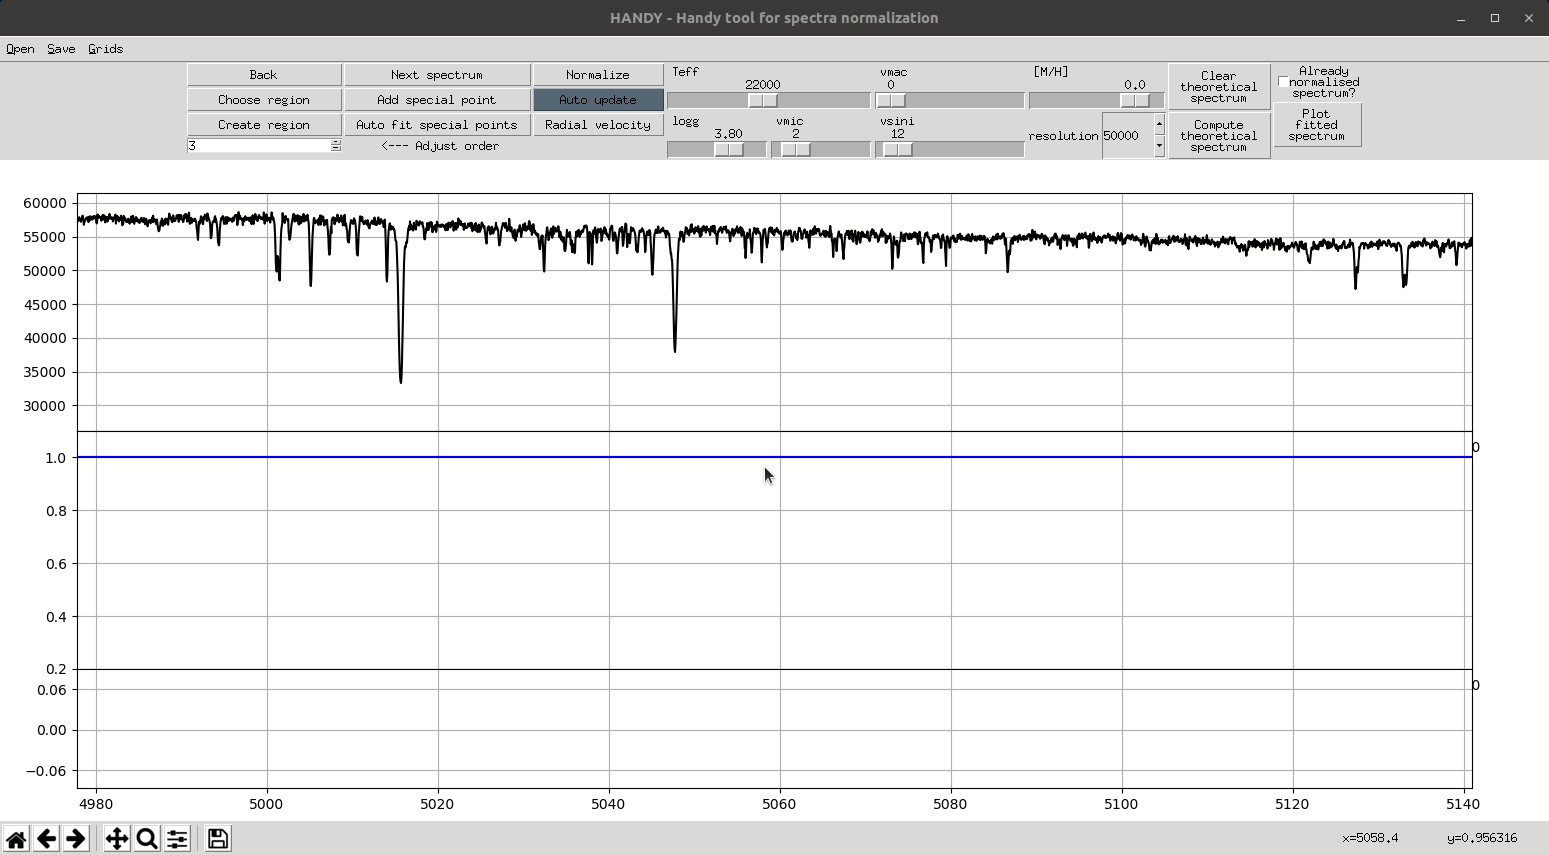 HANDY - Handy tool for spectra normalization
Open Save Grids
Back Next spectrum Normalize
Choose region Add special point Auto update
Create region Auto fit special points Radial velocity
3 <--- Adjust order
Teff vmac [M/H]
22000 0 0.0
logg vmic vsini
3.80 2 12
resolution 50000
Clear
theoretical
spectrum
Compute
theoretical
spectrum
Already
normalised
spectrum?
Plot
fitted
spectrum
60000
55000
50000
45000
40000
35000
30000
0
1.0
0.8
0.6
0.4
0.2
0
0.06
0.00
−0.06
4980 5000 5020 5040 5060 5080 5100 5120 5140
x=5058.4 y=0.956316